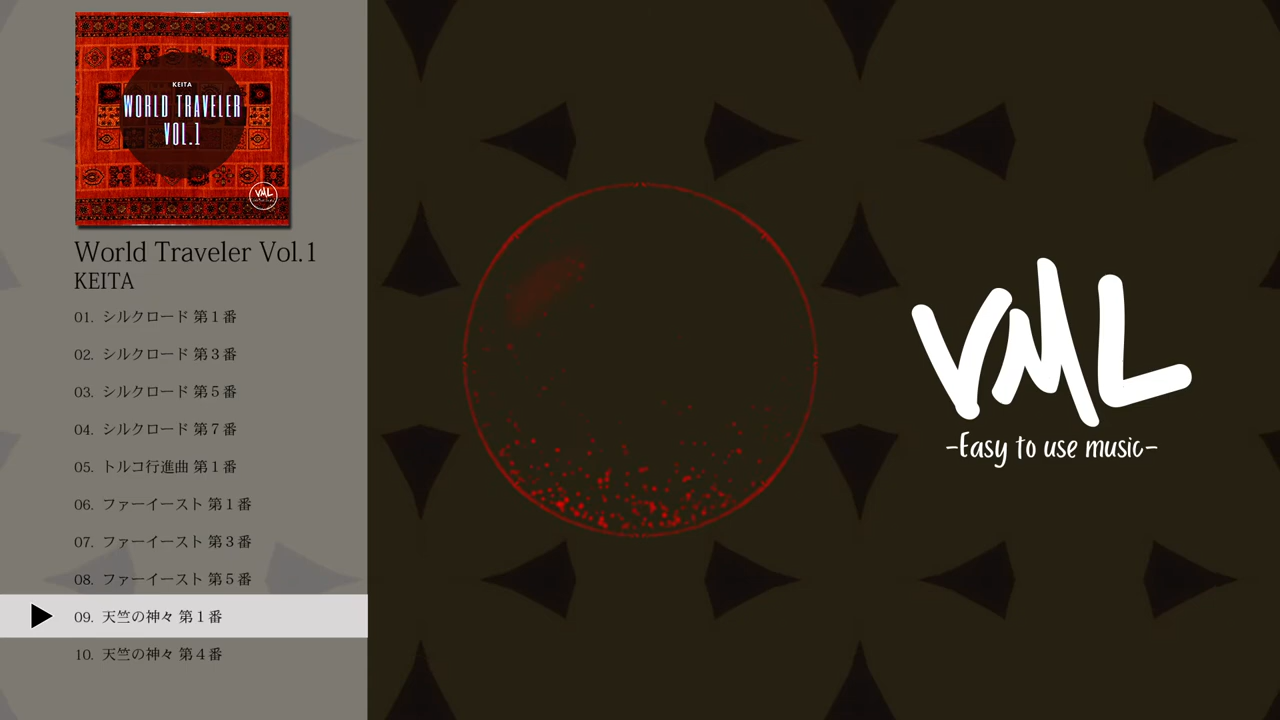 KEITA
WORLD TRAVELER
VOL.1
VML
World Traveler Vol.1
KEITA
01. シルクロード 第１番
02. シルクロード 第３番
03. シルクロード 第５番
04. シルクロード 第７番
05. トルコ行進曲 第１番
06. ファーイースト 第１番
07. ファーイースト 第３番
08. ファーイースト 第５番
09. 天竺の神々 第１番
10. 天竺の神々 第４番
VML
-Easy to use music-